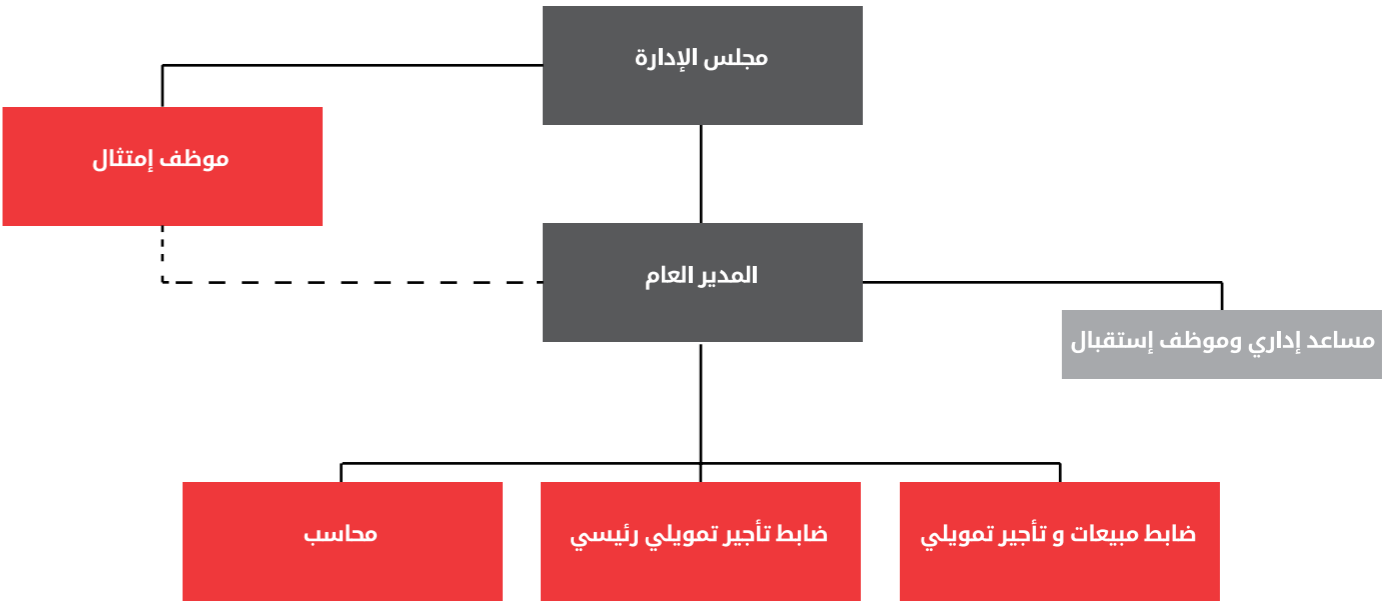 مجلس الإدارة
موظف إمتثال
المدير العام
مساعد إداري وموظف إستقبال
ضابط مبيعات و تأجير تمويلي
ضابط تأجير تمويلي رئيسي
محاسب